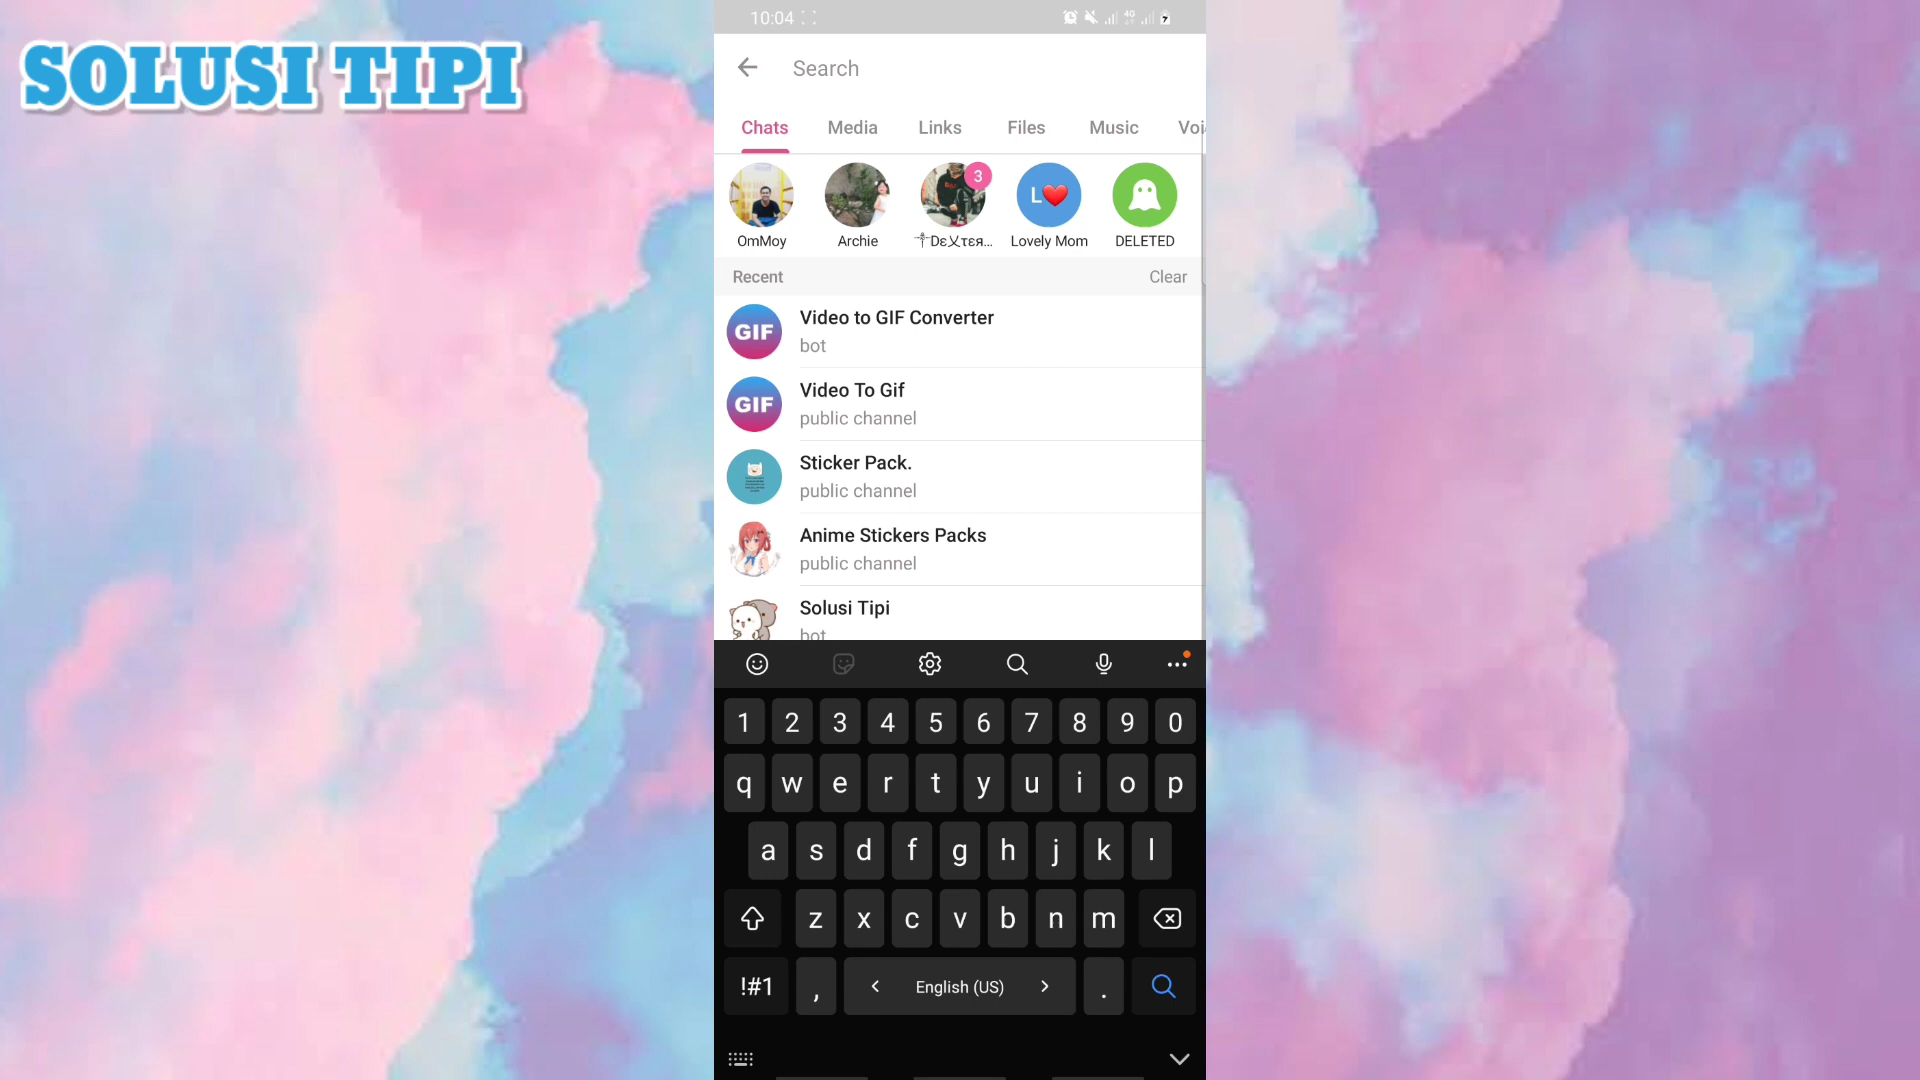 SOLUSI TIPI
10:04
Search
Chats Media Links Files Music Voi
3
L❤️
OmMoy Archie Lovely Mom DELETED
Recent Clear
GIF
Video to GIF Converter
bot
GIF
Video To Gif
public channel
Sticker Pack.
public channel
Anime Stickers Packs
public channel
Solusi Tipi
bot
1 2 3 4 5 6 7 8 9 0
q w e r t y u i o p
a s d f g h j k l
z x c v b n m
!#1 , < English (US) > .